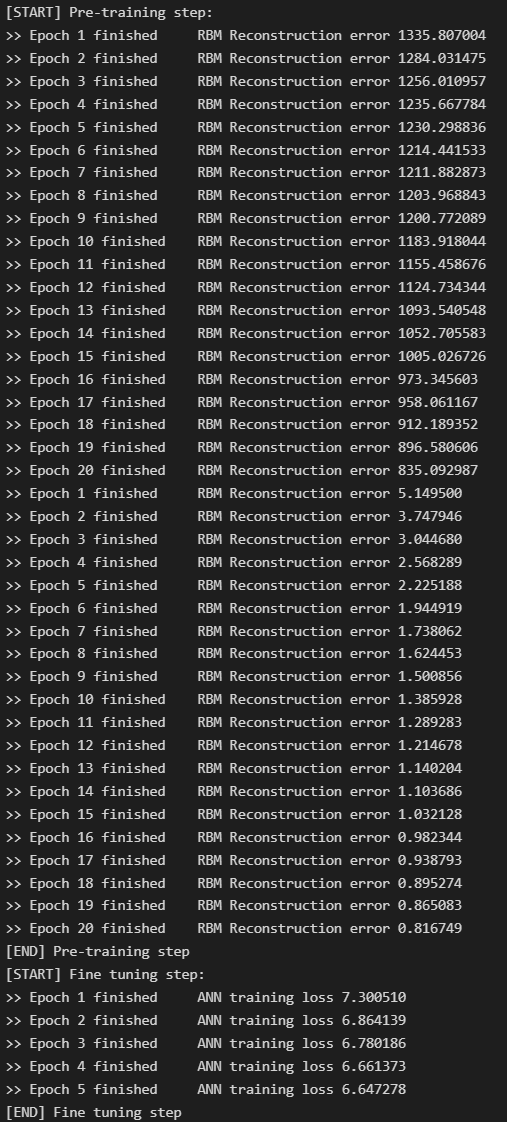 [START] Pre-training step:
>> Epoch 1 finished     RBM Reconstruction error 1335.807004
>> Epoch 2 finished     RBM Reconstruction error 1284.031475
>> Epoch 3 finished     RBM Reconstruction error 1256.010957
>> Epoch 4 finished     RBM Reconstruction error 1235.667784
>> Epoch 5 finished     RBM Reconstruction error 1230.298836
>> Epoch 6 finished     RBM Reconstruction error 1214.441533
>> Epoch 7 finished     RBM Reconstruction error 1211.882873
>> Epoch 8 finished     RBM Reconstruction error 1203.968843
>> Epoch 9 finished     RBM Reconstruction error 1200.772089
>> Epoch 10 finished    RBM Reconstruction error 1183.918044
>> Epoch 11 finished    RBM Reconstruction error 1155.458676
>> Epoch 12 finished    RBM Reconstruction error 1124.734344
>> Epoch 13 finished    RBM Reconstruction error 1093.540548
>> Epoch 14 finished    RBM Reconstruction error 1052.705583
>> Epoch 15 finished    RBM Reconstruction error 1005.026726
>> Epoch 16 finished    RBM Reconstruction error 973.345603
>> Epoch 17 finished    RBM Reconstruction error 958.061167
>> Epoch 18 finished    RBM Reconstruction error 912.189352
>> Epoch 19 finished    RBM Reconstruction error 896.580606
>> Epoch 20 finished    RBM Reconstruction error 835.092987
>> Epoch 1 finished     RBM Reconstruction error 5.149500
>> Epoch 2 finished     RBM Reconstruction error 3.747946
>> Epoch 3 finished     RBM Reconstruction error 3.044680
>> Epoch 4 finished     RBM Reconstruction error 2.568289
>> Epoch 5 finished     RBM Reconstruction error 2.225188
>> Epoch 6 finished     RBM Reconstruction error 1.944919
>> Epoch 7 finished     RBM Reconstruction error 1.738062
>> Epoch 8 finished     RBM Reconstruction error 1.624453
>> Epoch 9 finished     RBM Reconstruction error 1.500856
>> Epoch 10 finished    RBM Reconstruction error 1.385928
>> Epoch 11 finished    RBM Reconstruction error 1.289283
>> Epoch 12 finished    RBM Reconstruction error 1.214678
>> Epoch 13 finished    RBM Reconstruction error 1.140204
>> Epoch 14 finished    RBM Reconstruction error 1.103686
>> Epoch 15 finished    RBM Reconstruction error 1.032128
>> Epoch 16 finished    RBM Reconstruction error 0.982344
>> Epoch 17 finished    RBM Reconstruction error 0.938793
>> Epoch 18 finished    RBM Reconstruction error 0.895274
>> Epoch 19 finished    RBM Reconstruction error 0.865083
>> Epoch 20 finished    RBM Reconstruction error 0.816749
[END] Pre-training step
[START] Fine tuning step:
>> Epoch 1 finished     ANN training loss 7.300510
>> Epoch 2 finished     ANN training loss 6.864139
>> Epoch 3 finished     ANN training loss 6.780186
>> Epoch 4 finished     ANN training loss 6.661373
>> Epoch 5 finished     ANN training loss 6.647278
[END] Fine tuning step